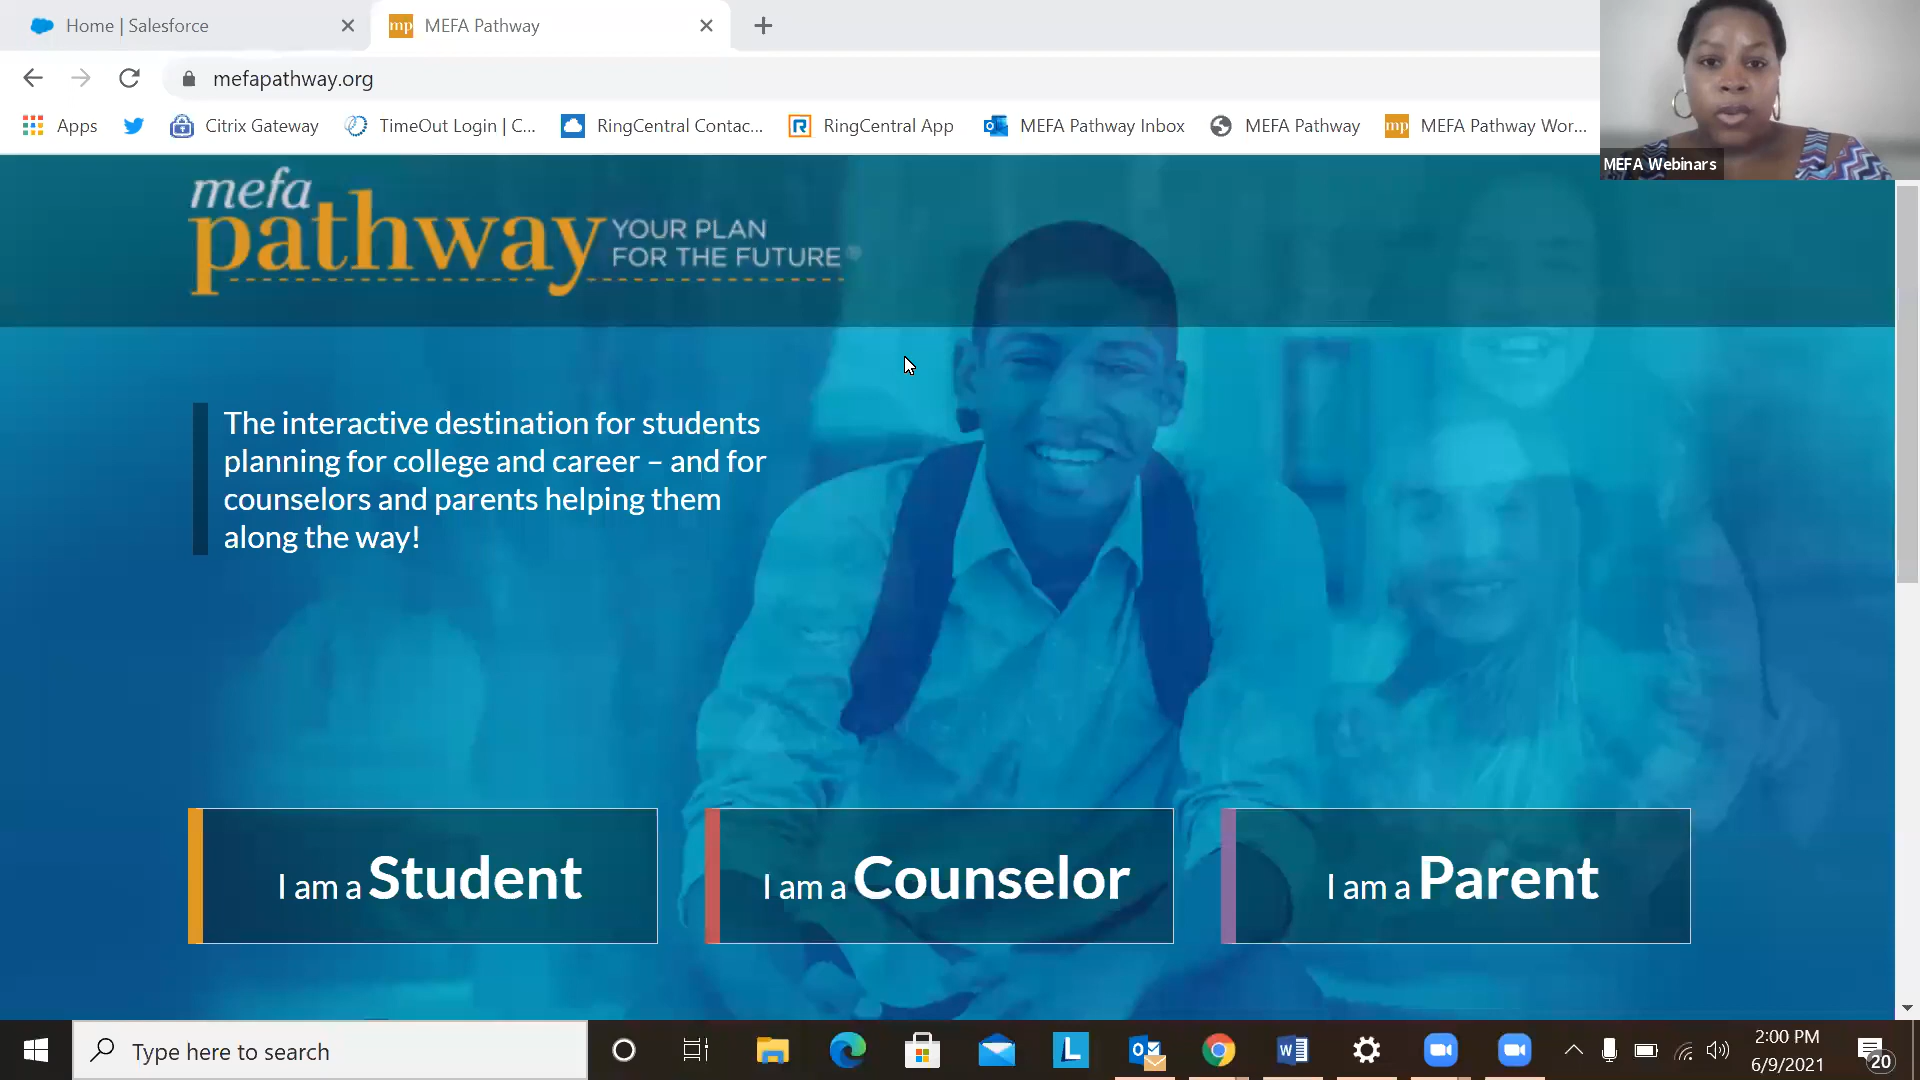 Home | Salesforce
mp MEFA Pathway
mefapathway.org
Apps Citrix Gateway TimeOut Login | C... RingCentral Contac... RingCentral App MEFA Pathway Inbox MEFA Pathway mp MEFA Pathway Wor...
MEFA Webinars
mefa
pathway YOUR PLAN
FOR THE FUTURE®
The interactive destination for students
planning for college and career – and for
counselors and parents helping them
along the way!
I am a Student
I am a Counselor
I am a Parent
Type here to search
2:00 PM
6/9/2021
20